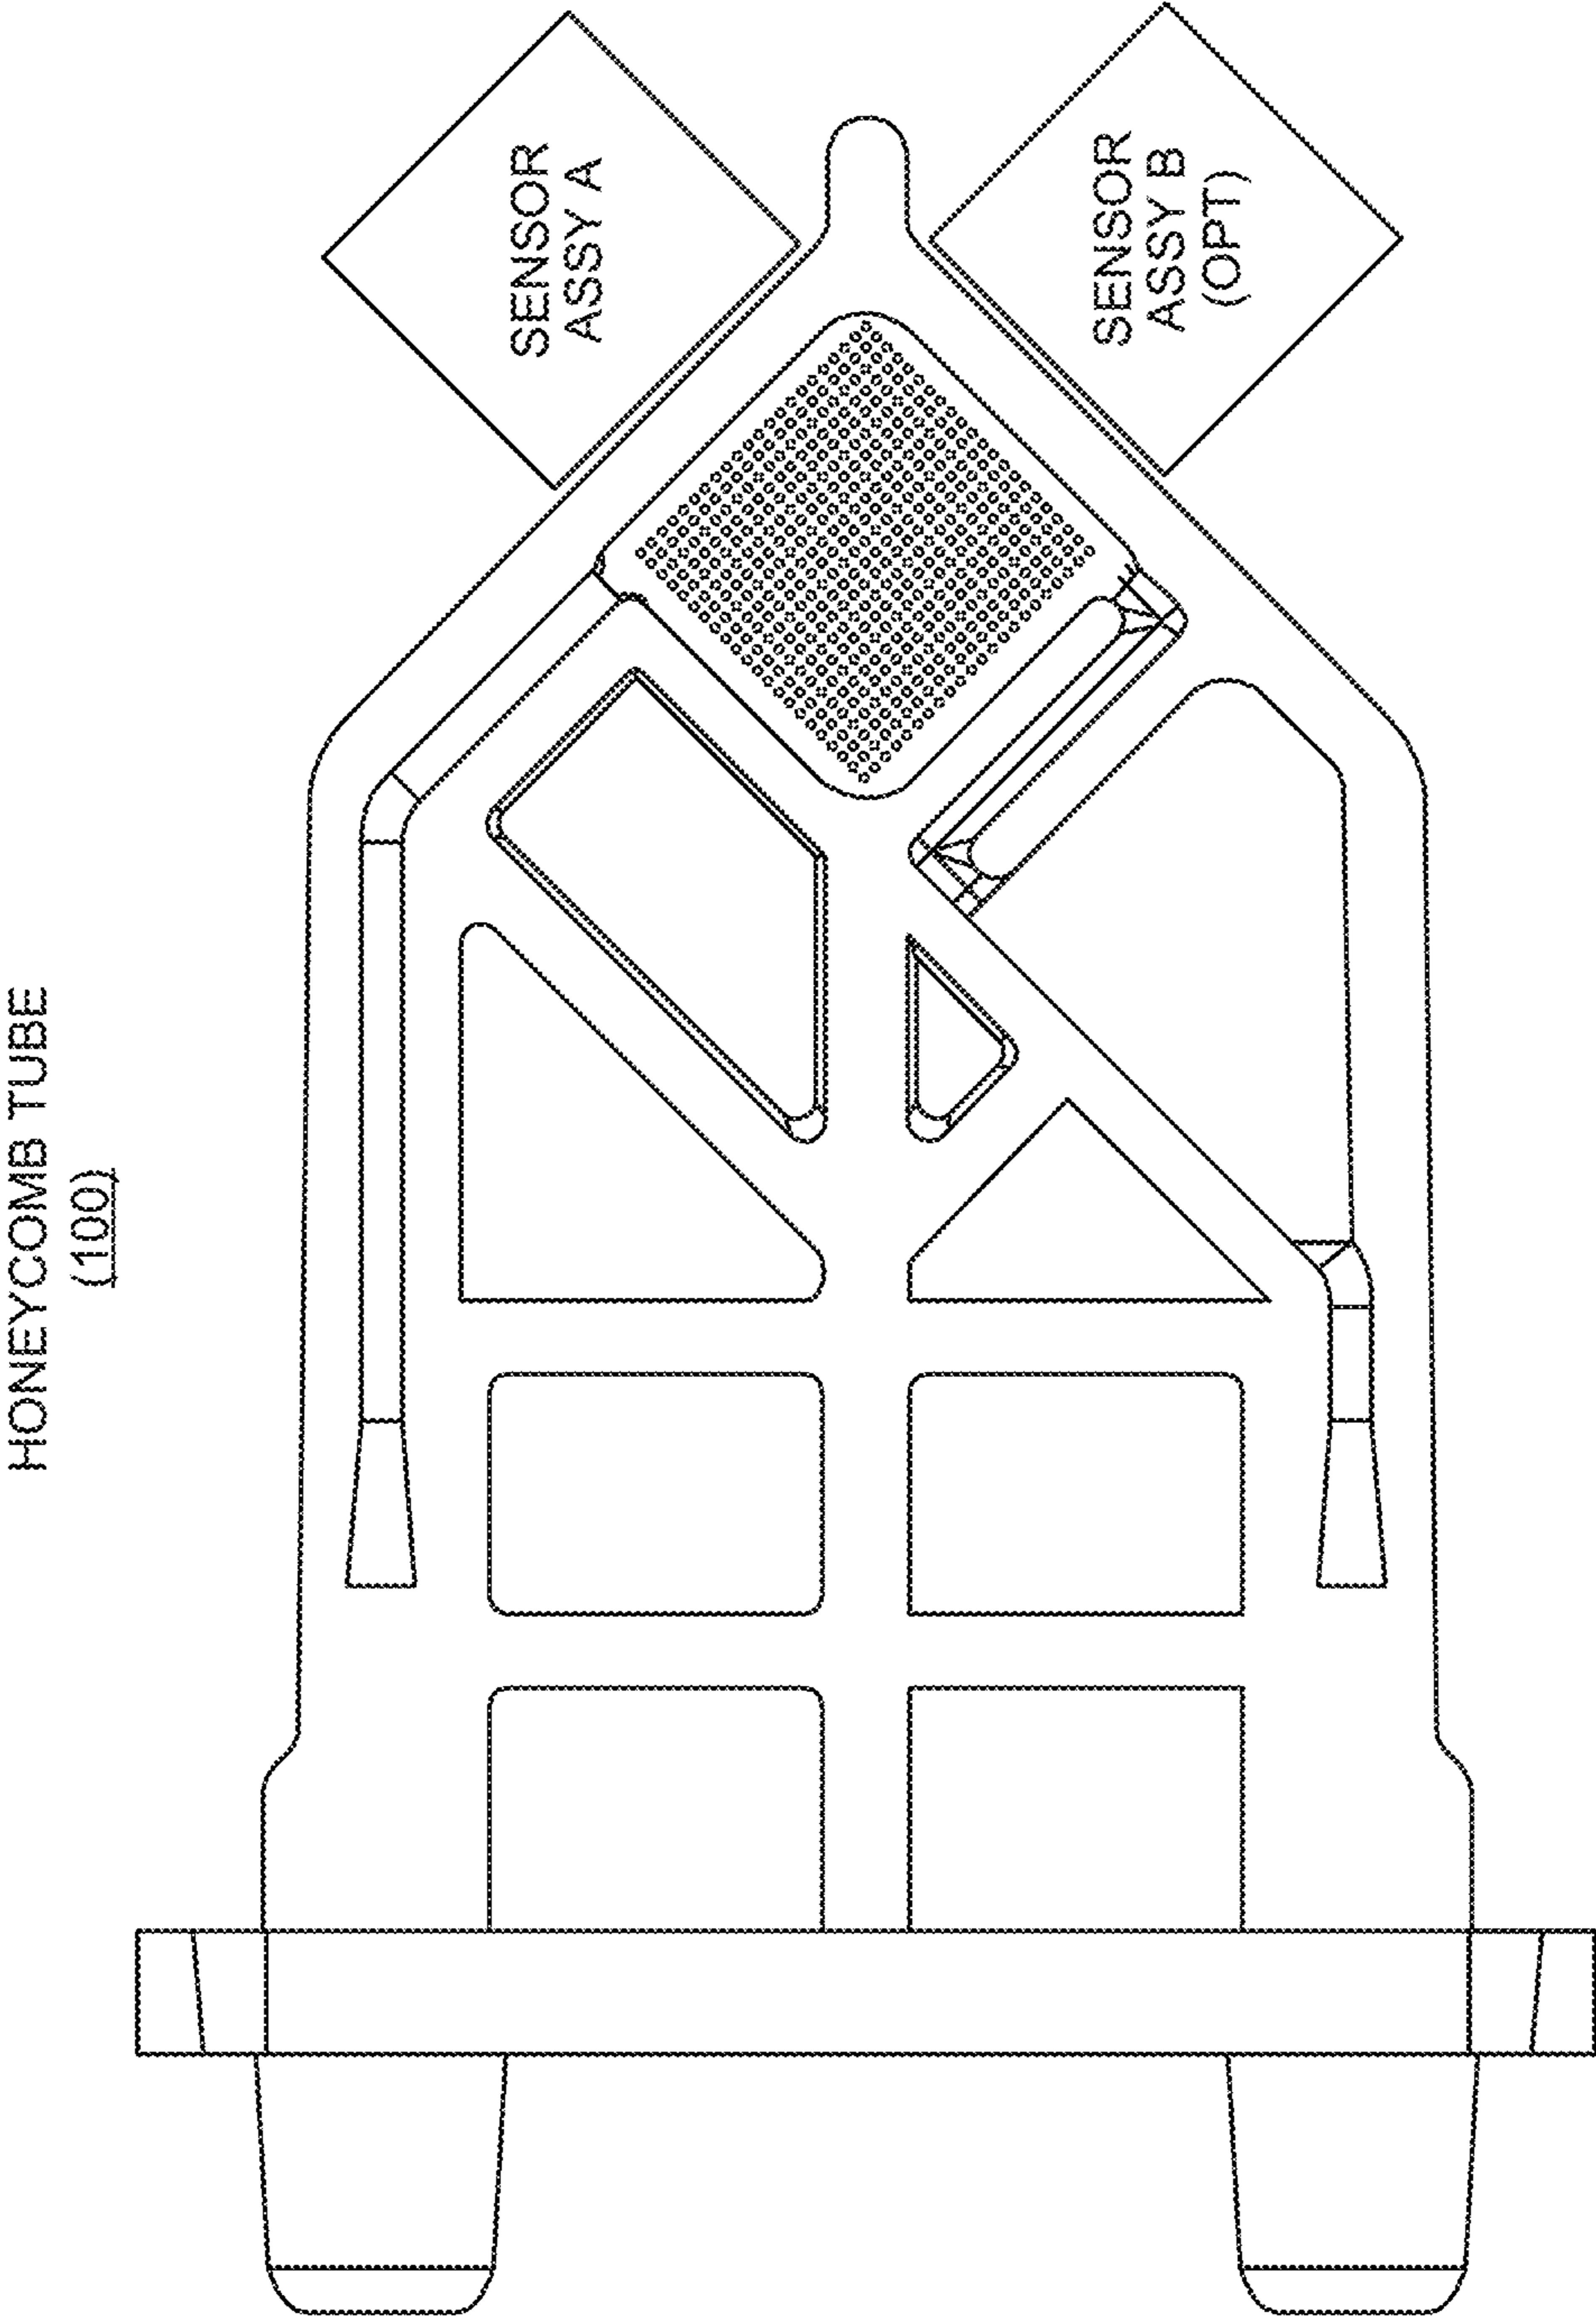 HONEYCOMB TUBE
(100)
SENSOR
ASSY A
SENSOR
ASSY B
(OPT)